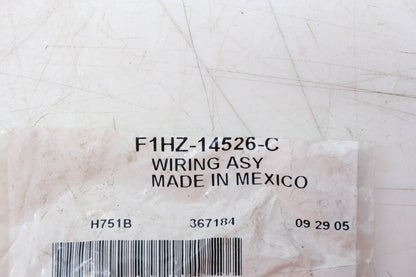 F1HZ-14526-C
WIRING ASY
MADE IN MEXICO
H751B 367184 09 29 05